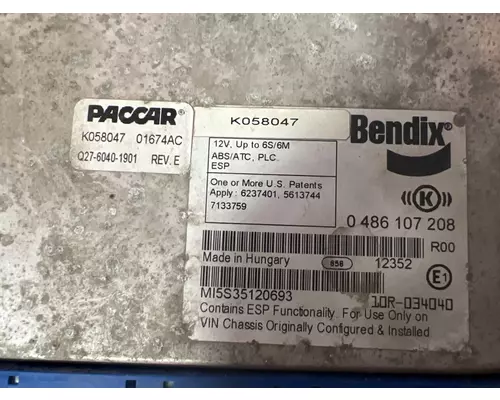 PACCAR
K058047 01674AC
Q27-6040-1901 REV. E
K058047
Bendix
12V, Up to 6S/6M
ABS/ATC, PLC.
ESP
One or More U.S. Patents
Apply : 6237401, 5613744
7133759
K
0 486 107 208
R00
Made in Hungary 656 12352
E1
MI5S35120693
10R-034040
Contains ESP Functionality. For Use Only on
VIN Chassis Originally Configured & Installed